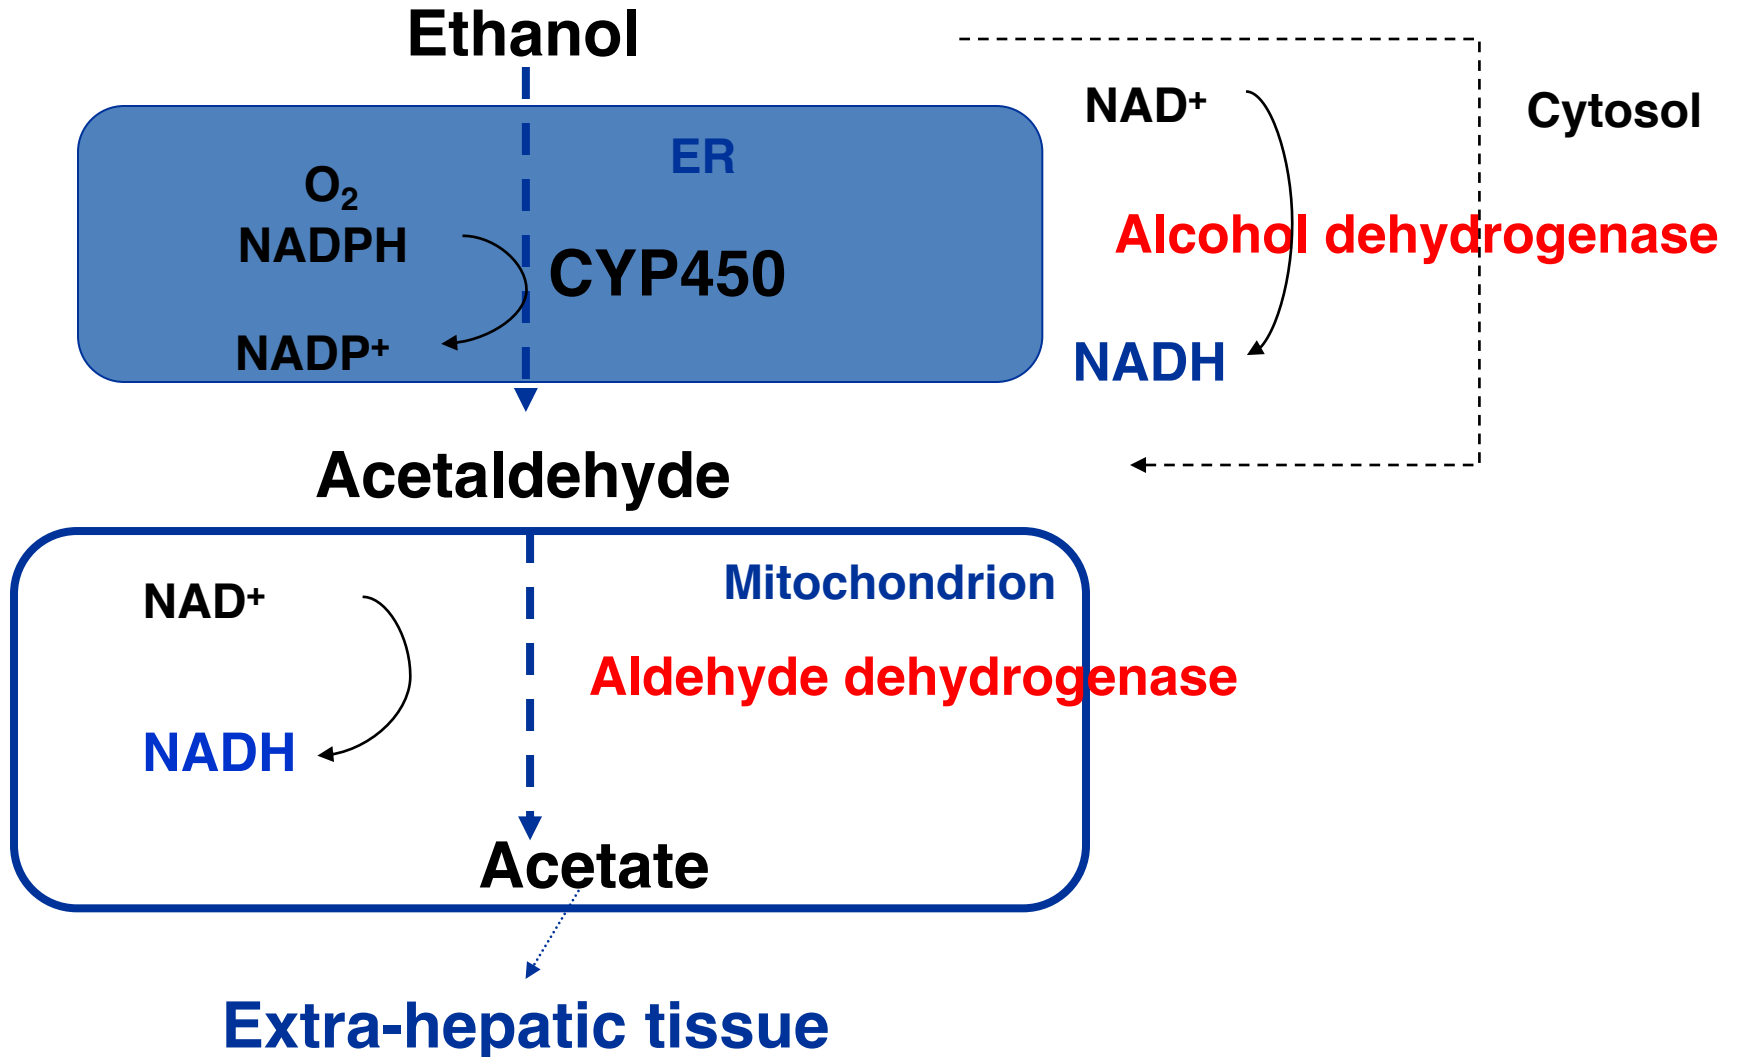 Ethanol
NAD⁺
Cytosol
ER
O₂
NADPH
CYP450
Alcohol dehydrogenase
NADP⁺
NADH
Acetaldehyde
Mitochondrion
NAD⁺
Aldehyde dehydrogenase
NADH
Acetate
Extra-hepatic tissue